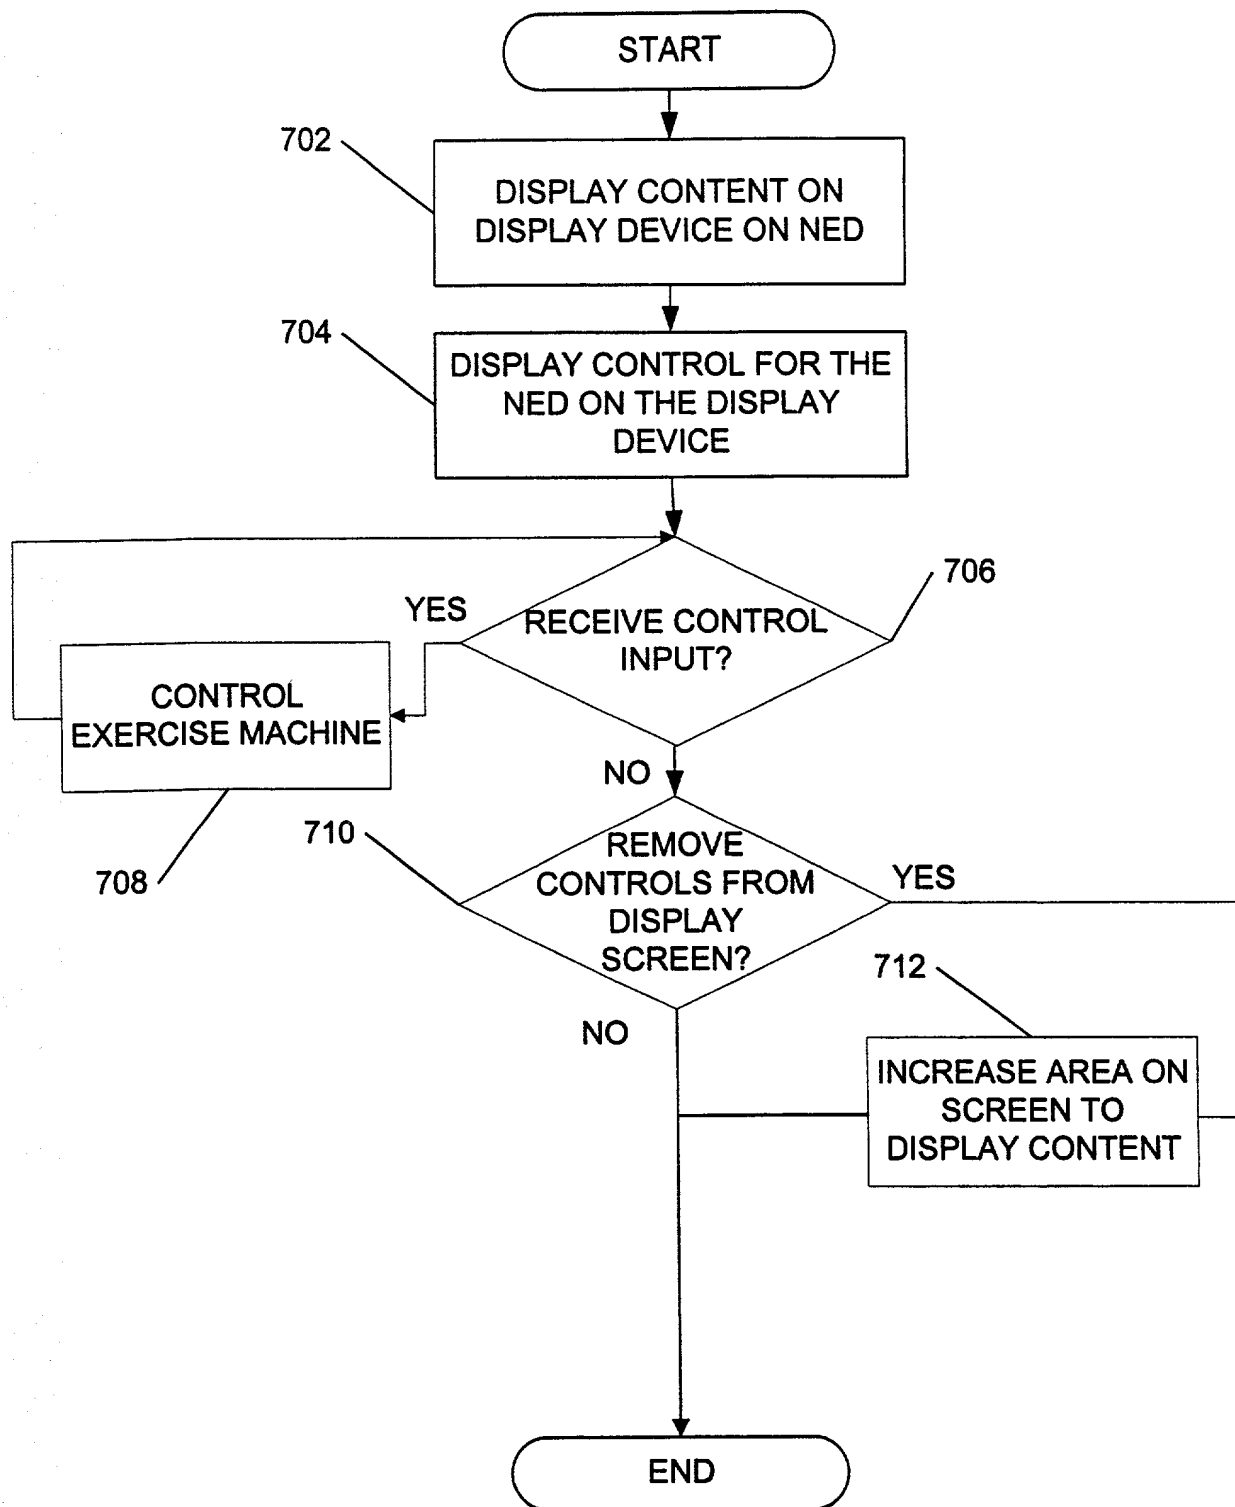 START
702
DISPLAY CONTENT ON
DISPLAY DEVICE ON NED
704
DISPLAY CONTROL FOR THE
NED ON THE DISPLAY
DEVICE
706
YES
RECEIVE CONTROL
INPUT?
CONTROL
EXERCISE MACHINE
708
NO
710
REMOVE
CONTROLS FROM
DISPLAY
SCREEN?
YES
712
NO
INCREASE AREA ON
SCREEN TO
DISPLAY CONTENT
END